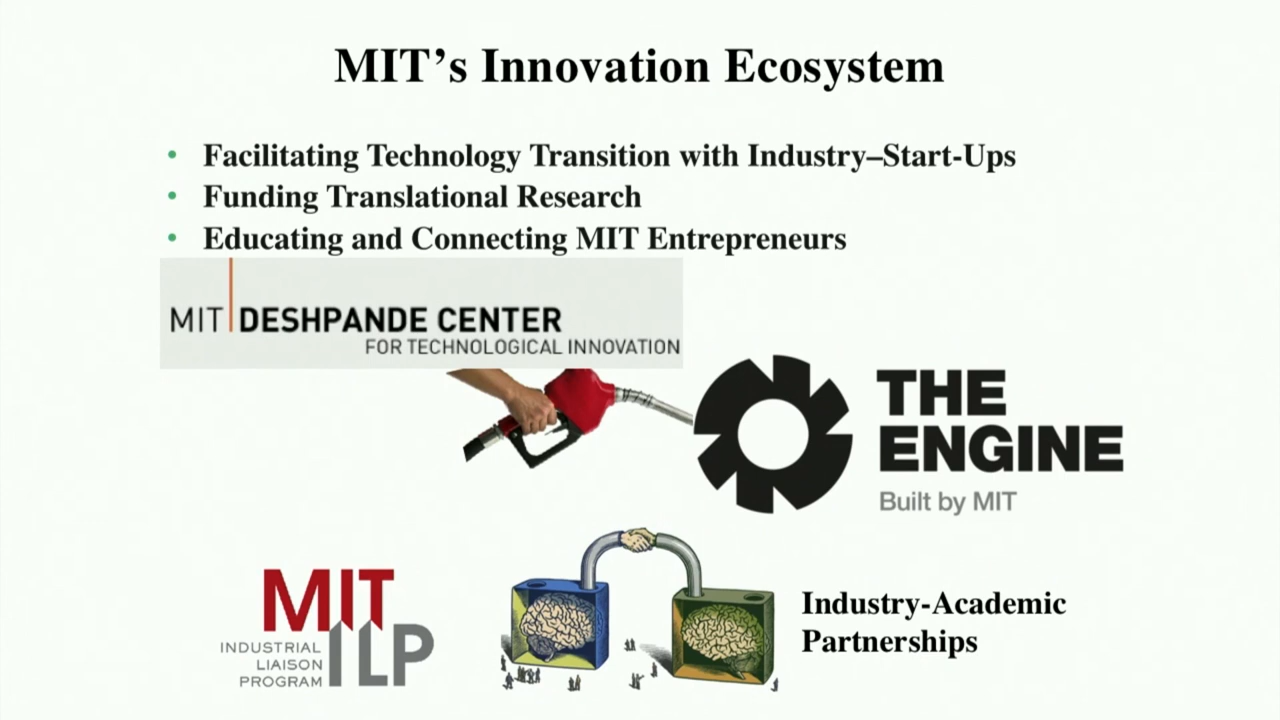 MIT’s Innovation Ecosystem
• Facilitating Technology Transition with Industry–Start-Ups
• Funding Translational Research
• Educating and Connecting MIT Entrepreneurs
MIT DESHPANDE CENTER
FOR TECHNOLOGICAL INNOVATION
THE
ENGINE
Built by MIT
MIT
INDUSTRIAL
LIAISON
PROGRAM
ILP
Industry-Academic
Partnerships